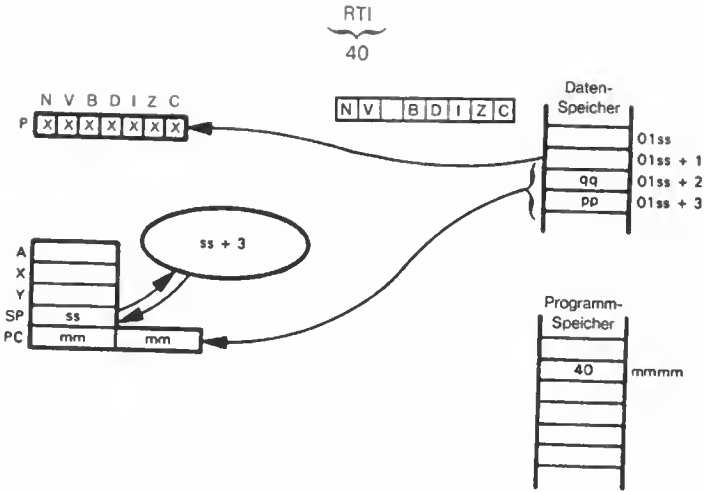 RTI
40
N V B D I Z C
P X X X X X X X
N V B D I Z C
Daten-
Speicher
01ss
01ss + 1
qq 01ss + 2
pp 01ss + 3
ss + 3
A
X
Y
SP ss
PC mm mm
Programm-
Speicher
40 mmmm